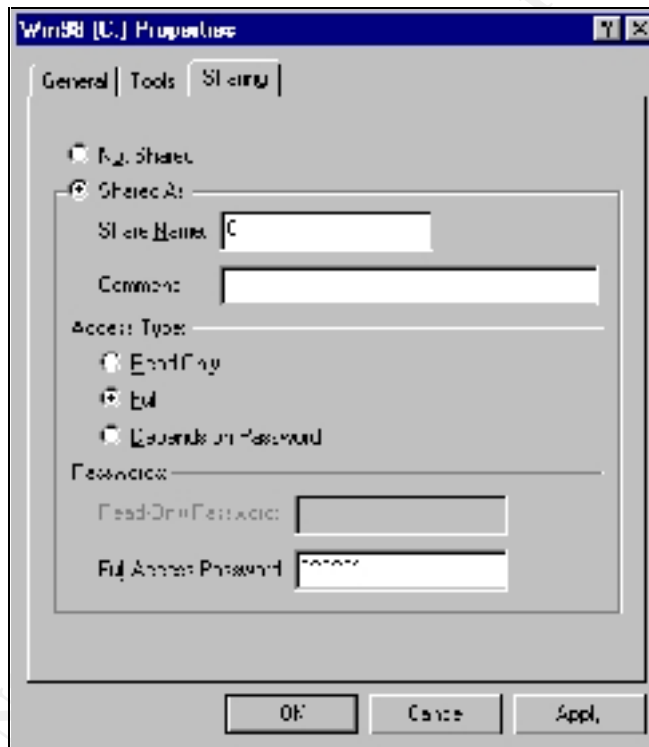 Win98 (C:) Properties
General Tools Sharing
Not Shared
Shared As
Share Name: C
Comment
Access Type:
Read Only
Full
Depends on Password
Passwords:
Read-Only Password:
Full Access Password
OK Cancel Apply